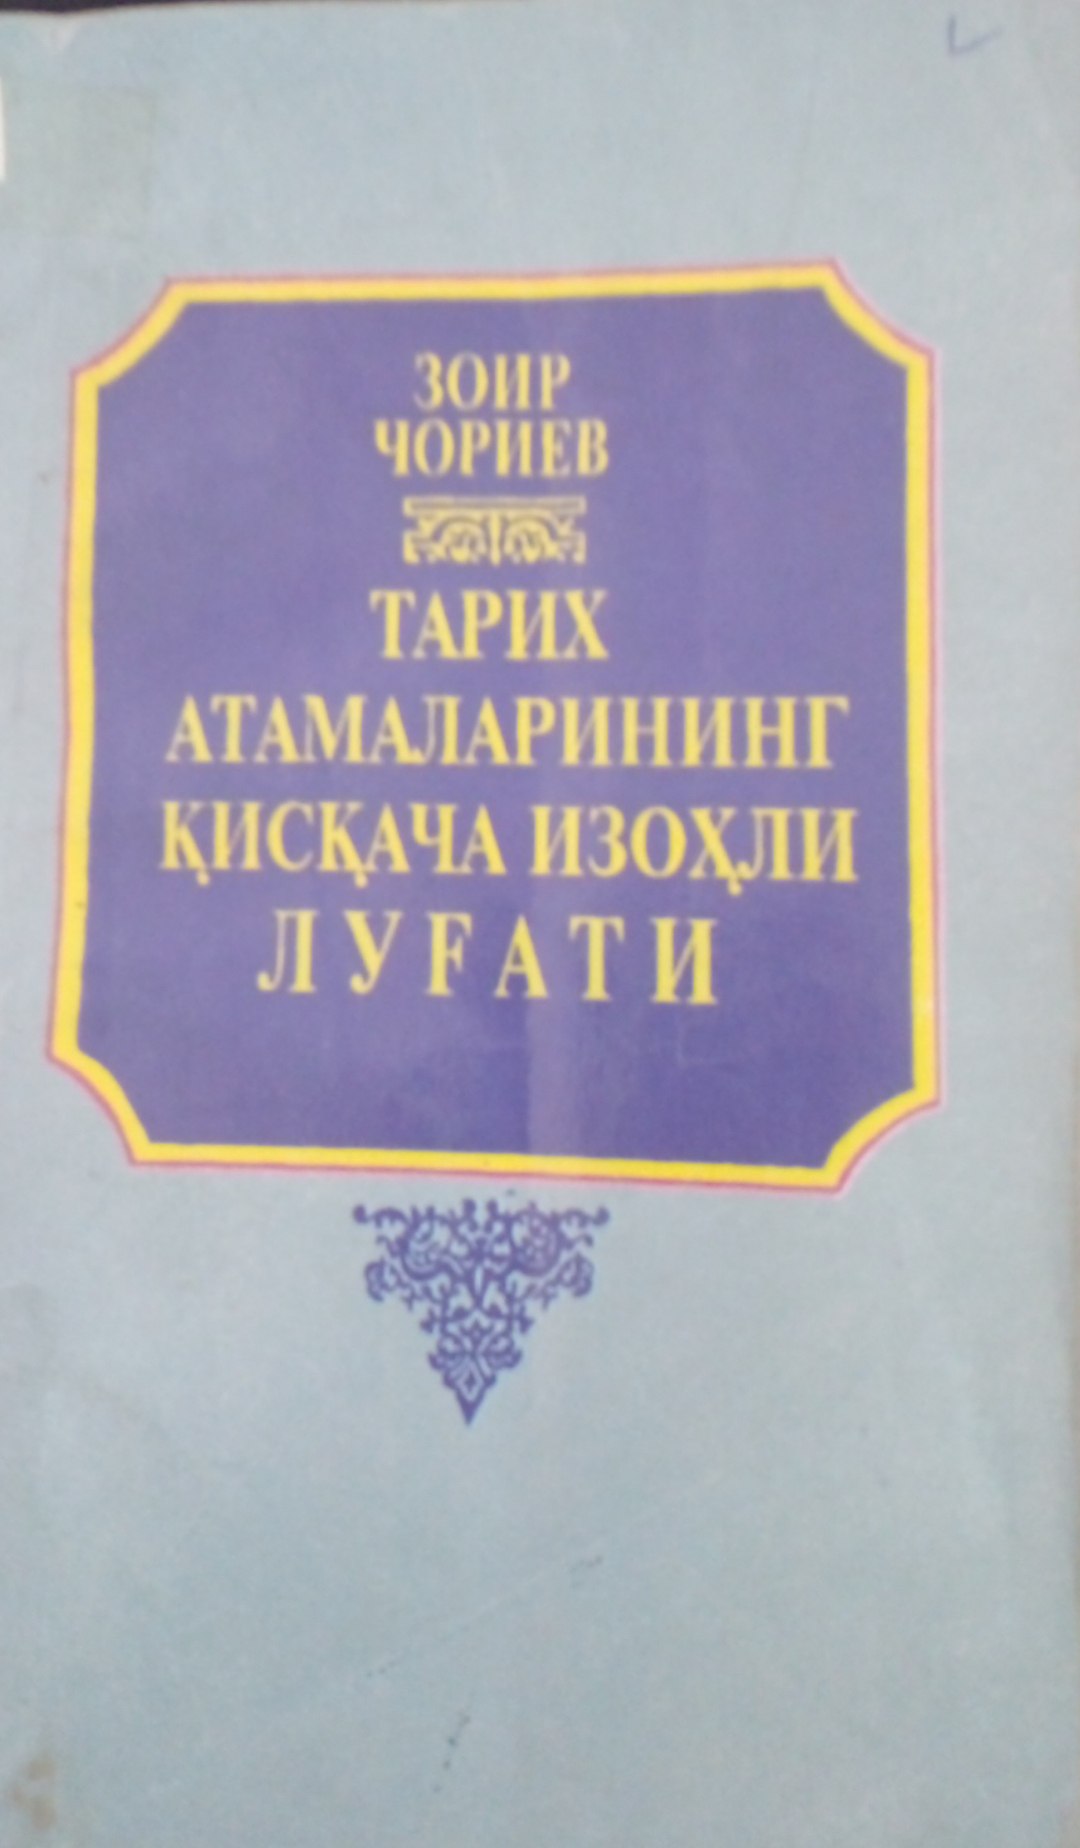 ЗОИР
ЧОРИЕВ
ТАРИХ
АТАМАЛАРИНИНГ
ҚИСҚАЧА ИЗОҲЛИ
ЛУҒАТИ